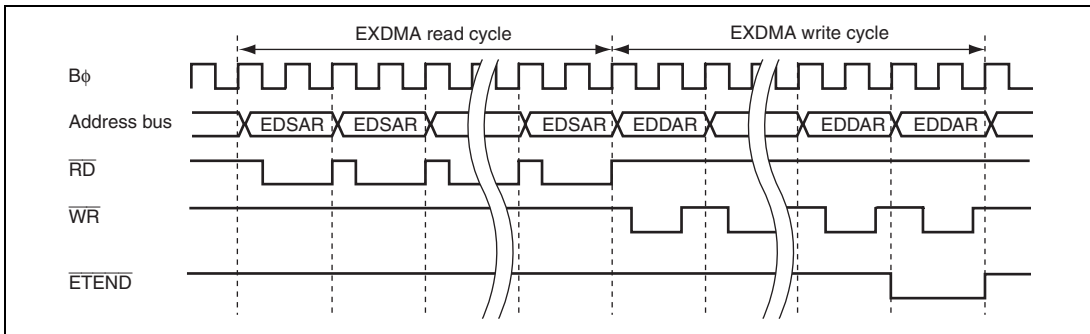 EXDMA read cycle EXDMA write cycle
Bϕ
Address bus EDSAR EDSAR EDSAR EDDAR EDDAR EDDAR
RD
WR
ETEND